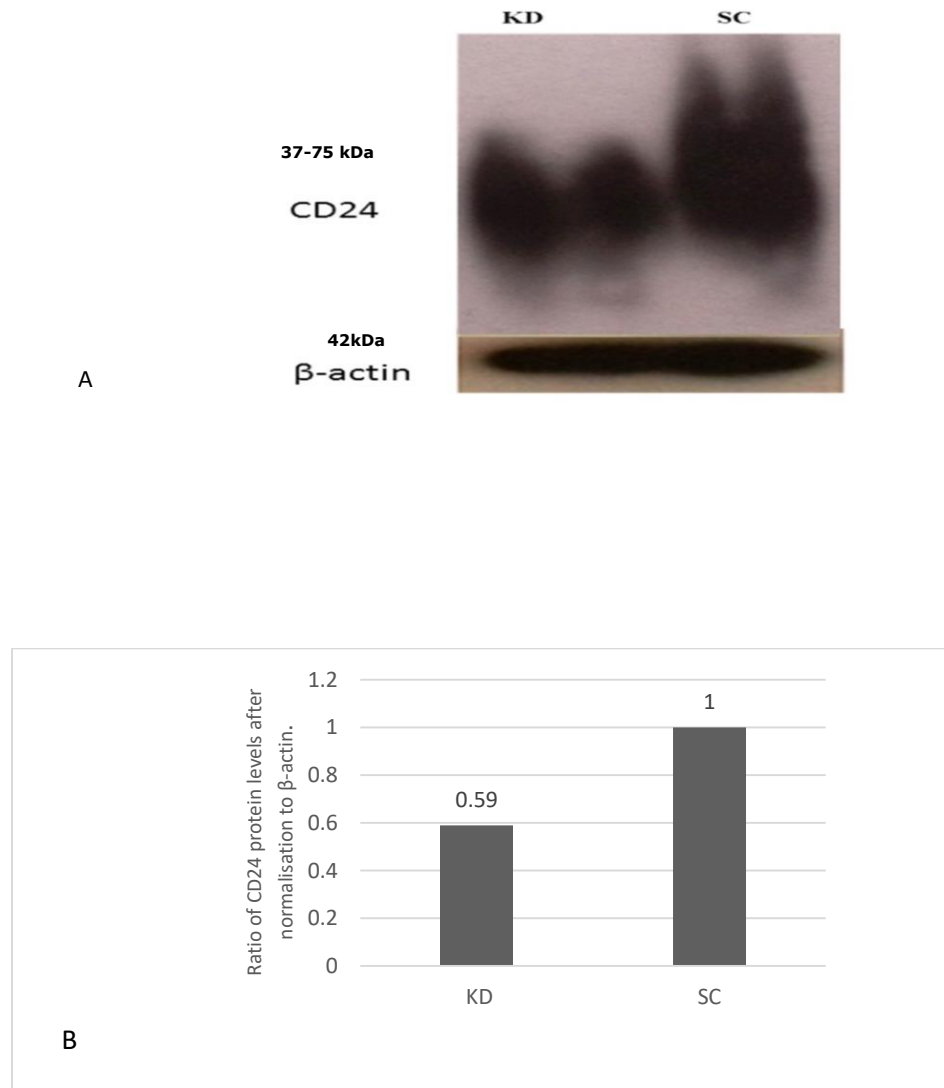 KD SC
37-75 kDa
CD24
42kDa
β-actin
A
Ratio of CD24 protein levels after
normalisation to β-actin.
1.2
1
0.8
0.6
0.4
0.2
0
0.59
1
KD SC
B